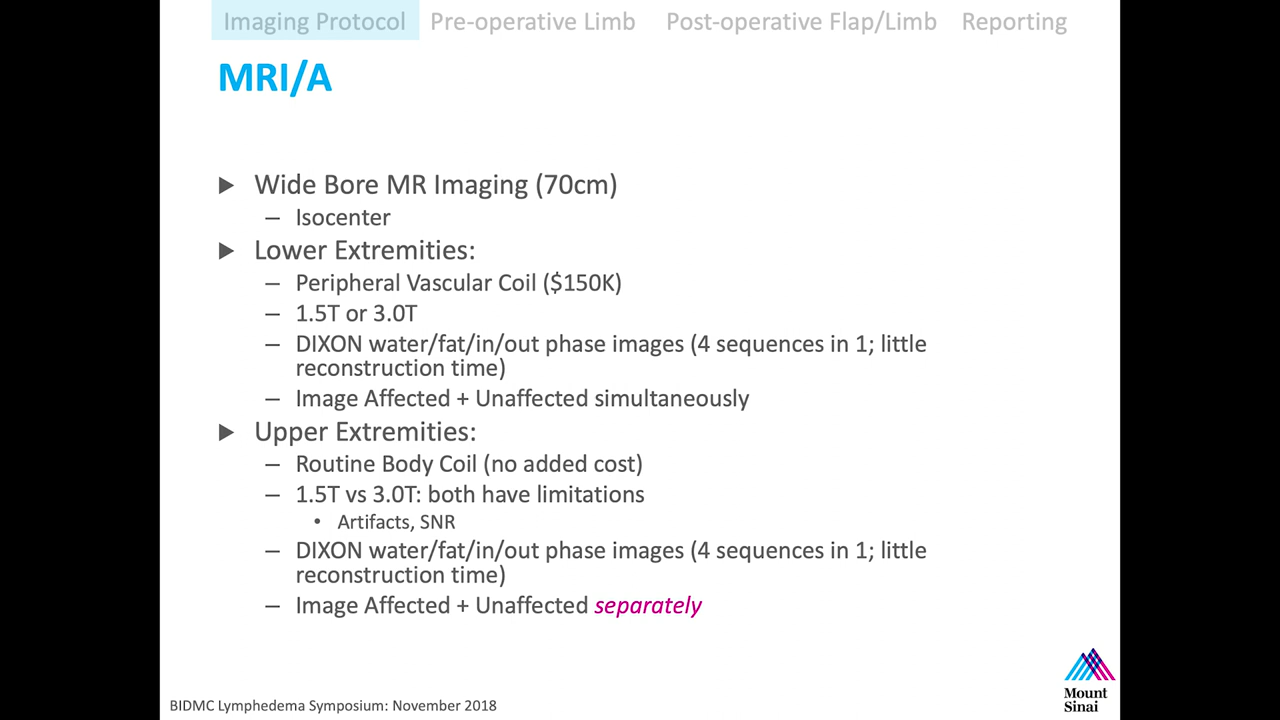 Imaging Protocol Pre-operative Limb Post-operative Flap/Limb Reporting
MRI/A
▶ Wide Bore MR Imaging (70cm)
– Isocenter
▶ Lower Extremities:
– Peripheral Vascular Coil ($150K)
– 1.5T or 3.0T
– DIXON water/fat/in/out phase images (4 sequences in 1; little
reconstruction time)
– Image Affected + Unaffected simultaneously
▶ Upper Extremities:
– Routine Body Coil (no added cost)
– 1.5T vs 3.0T: both have limitations
• Artifacts, SNR
– DIXON water/fat/in/out phase images (4 sequences in 1; little
reconstruction time)
– Image Affected + Unaffected separately
Mount
Sinai
BIDMC Lymphedema Symposium: November 2018